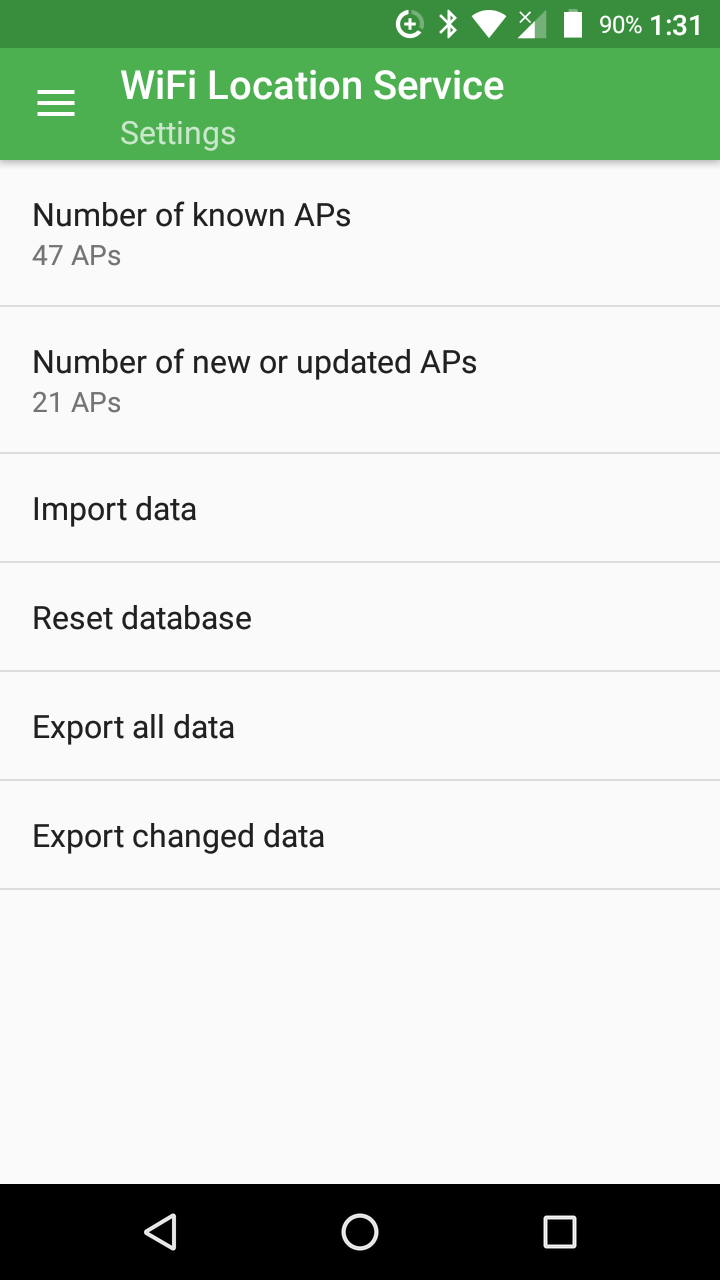 90% 1:31
WiFi Location Service
Settings
Number of known APs
47 APs
Number of new or updated APs
21 APs
Import data
Reset database
Export all data
Export changed data